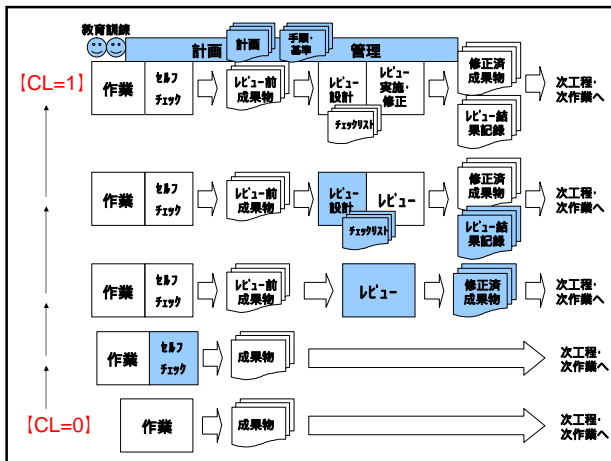 教育訓練
計画
計画
手順・
基準
管理
【CL=1】
作業
ｾﾙﾌ
ﾁｪｯｸ
ﾚﾋﾞｭｰ前
成果物
ﾚﾋﾞｭｰ
設計
ﾚﾋﾞｭｰ
実施・
修正
ﾁｪｯｸﾘｽﾄ
修正済
成果物
ﾚﾋﾞｭｰ結
果記録
次工程・
次作業へ
作業
ｾﾙﾌ
ﾁｪｯｸ
ﾚﾋﾞｭｰ前
成果物
ﾚﾋﾞｭｰ
設計
レビュー
ﾁｪｯｸﾘｽﾄ
修正済
成果物
ﾚﾋﾞｭｰ結
果記録
次工程・
次作業へ
作業
ｾﾙﾌ
ﾁｪｯｸ
ﾚﾋﾞｭｰ前
成果物
レビュー
修正済
成果物
次工程・
次作業へ
作業
ｾﾙﾌ
ﾁｪｯｸ
成果物
次工程・
次作業へ
【CL=0】
作業
成果物
次工程・
次作業へ